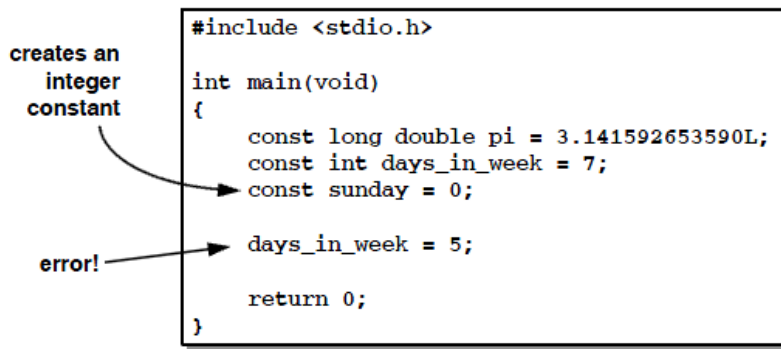 #include <stdio.h>
creates an
integer
constant
int main(void)
{
const long double pi = 3.141592653590L;
const int days_in_week = 7;
const sunday = 0;
error!
days_in_week = 5;
return 0;
}